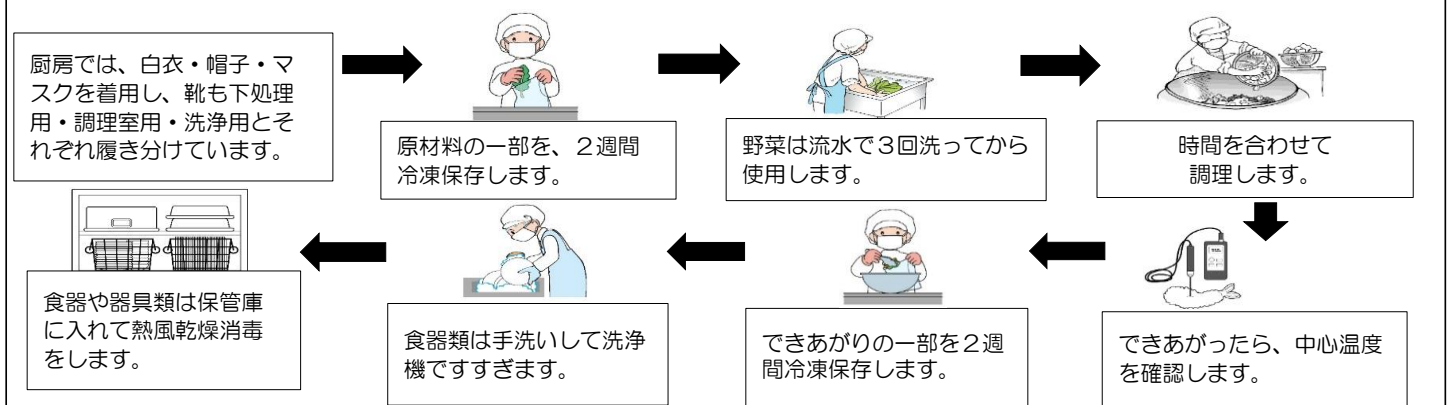 厨房では、白衣・帽子・マ
スクを着用し、靴も下処理
用・調理室用・洗浄用とそ
れぞれ履き分けています。
原材料の一部を、２週間
冷凍保存します。
野菜は流水で３回洗ってから
使用します。
時間を合わせて
調理します。
できあがったら、中心温度
を確認します。
できあがりの一部を２週
間冷凍保存します。
食器類は手洗いして洗浄
機ですすぎます。
食器や器具類は保管庫
に入れて熱風乾燥消毒
をします。